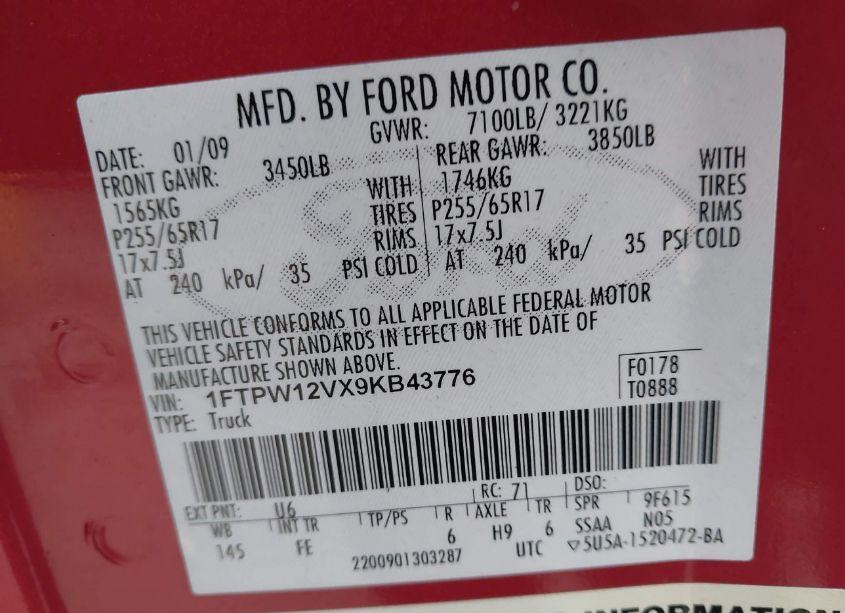 MFD. BY FORD MOTOR CO.
DATE: 01/09 GVWR: 7100LB/ 3221KG
FRONT GAWR: 3450LB REAR GAWR: 3850LB
1565KG WITH 1746KG WITH
P255/65R17 TIRES P255/65R17 TIRES
17x7.5J RIMS 17x7.5J RIMS
AT 240 kPa/ 35 PSI COLD AT 240 kPa/ 35 PSI COLD
THIS VEHICLE CONFORMS TO ALL APPLICABLE FEDERAL MOTOR
VEHICLE SAFETY STANDARDS IN EFFECT ON THE DATE OF
MANUFACTURE SHOWN ABOVE.
VIN: 1FTPW12VX9KB43776 F0178
TYPE: Truck T0888
EXT PNT: U6 RC: 71 DSO:
WB INT TR TP/PS R AXLE TR SPR 9F615
145 FE 6 H9 6 SSAA N05
2200901303287 UTC ▽5U5A-1520472-BA
INFORMATION